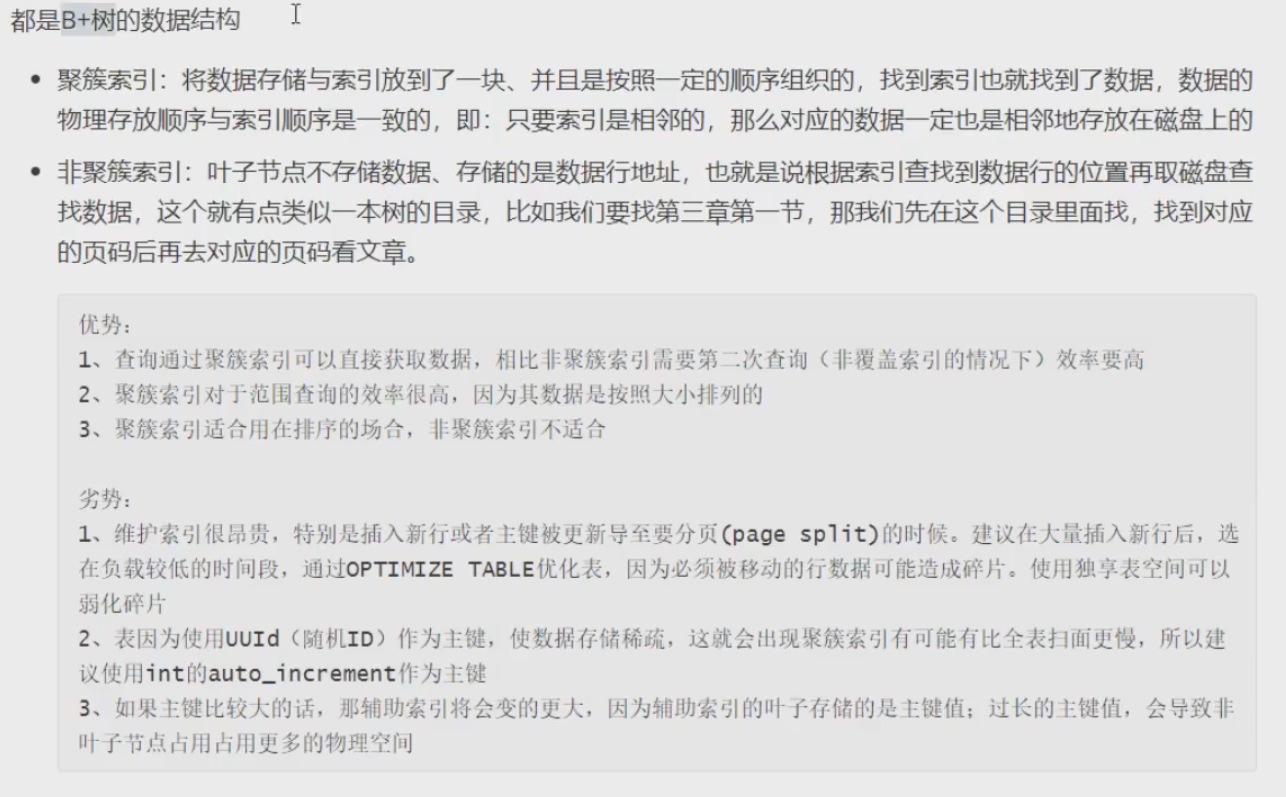 都是B+树的数据结构
• 聚簇索引：将数据存储与索引放到了一块、并且是按照一定的顺序组织的，找到索引也就找到了数据，数据的
物理存放顺序与索引顺序是一致的，即：只要索引是相邻的，那么对应的数据一定也是相邻地存放在磁盘上的
• 非聚簇索引：叶子节点不存储数据、存储的是数据行地址，也就是说根据索引查找到数据行的位置再取磁盘查
找数据，这个就有点类似一本树的目录，比如我们要找第三章第一节，那我们先在这个目录里面找，找到对应
的页码后再去对应的页码看文章。
优势：
1、查询通过聚簇索引可以直接获取数据，相比非聚簇索引需要第二次查询（非覆盖索引的情况下）效率要高
2、聚簇索引对于范围查询的效率很高，因为其数据是按照大小排列的
3、聚簇索引适合用在排序的场合，非聚簇索引不适合
劣势：
1、维护索引很昂贵，特别是插入新行或者主键被更新导至要分页(page split)的时候。建议在大量插入新行后，选
在负载较低的时间段，通过OPTIMIZE TABLE优化表，因为必须被移动的行数据可能造成碎片。使用独享表空间可以
弱化碎片
2、表因为使用UUId（随机ID）作为主键，使数据存储稀疏，这就会出现聚簇索引有可能有比全表扫面更慢，所以建
议使用int的auto_increment作为主键
3、如果主键比较大的话，那辅助索引将会变的更大，因为辅助索引的叶子存储的是主键值；过长的主键值，会导致非
叶子节点占用占用更多的物理空间